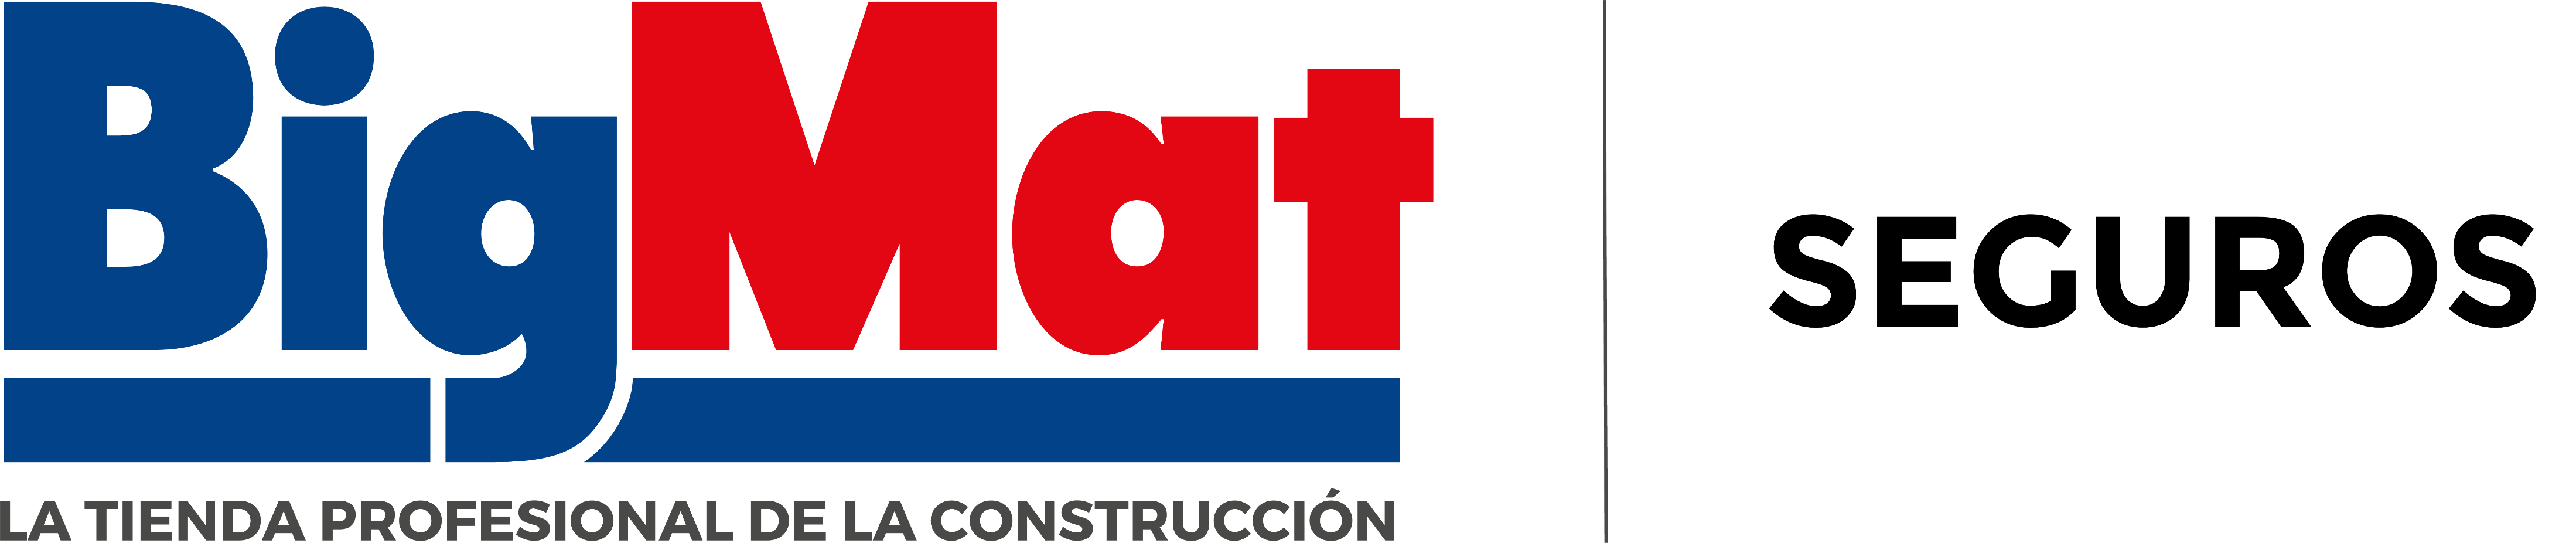 BigMat
LA TIENDA PROFESIONAL DE LA CONSTRUCCIÓN
SEGUROS